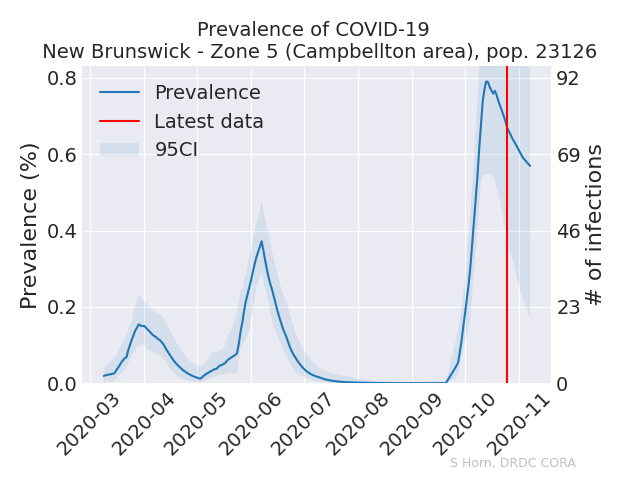 Prevalence of COVID-19
New Brunswick - Zone 5 (Campbellton area), pop. 23126
Prevalence (%)
0.8
0.6
0.4
0.2
0.0
Prevalence
Latest data
95CI
92
69
46
23
0
# of infections
2020-03
2020-04
2020-05
2020-06
2020-07
2020-08
2020-09
2020-10
2020-11
S Horn, DRDC CORA